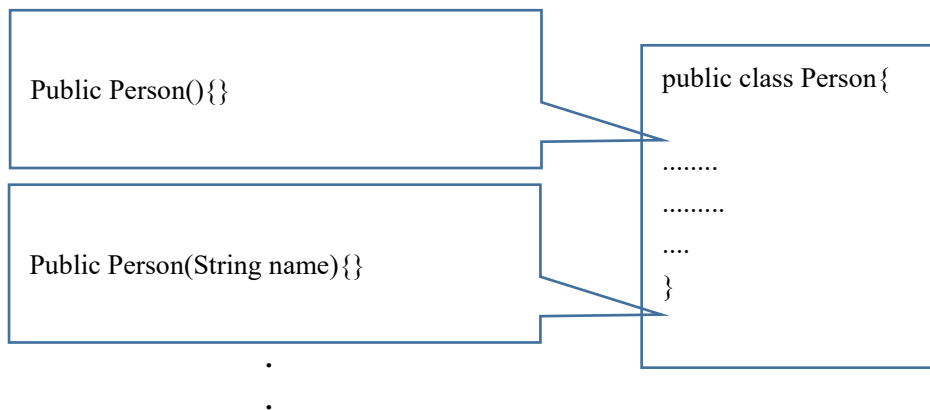 Public Person(){}
Public Person(String name){}
.
.
public class Person{
........
.........
....
}